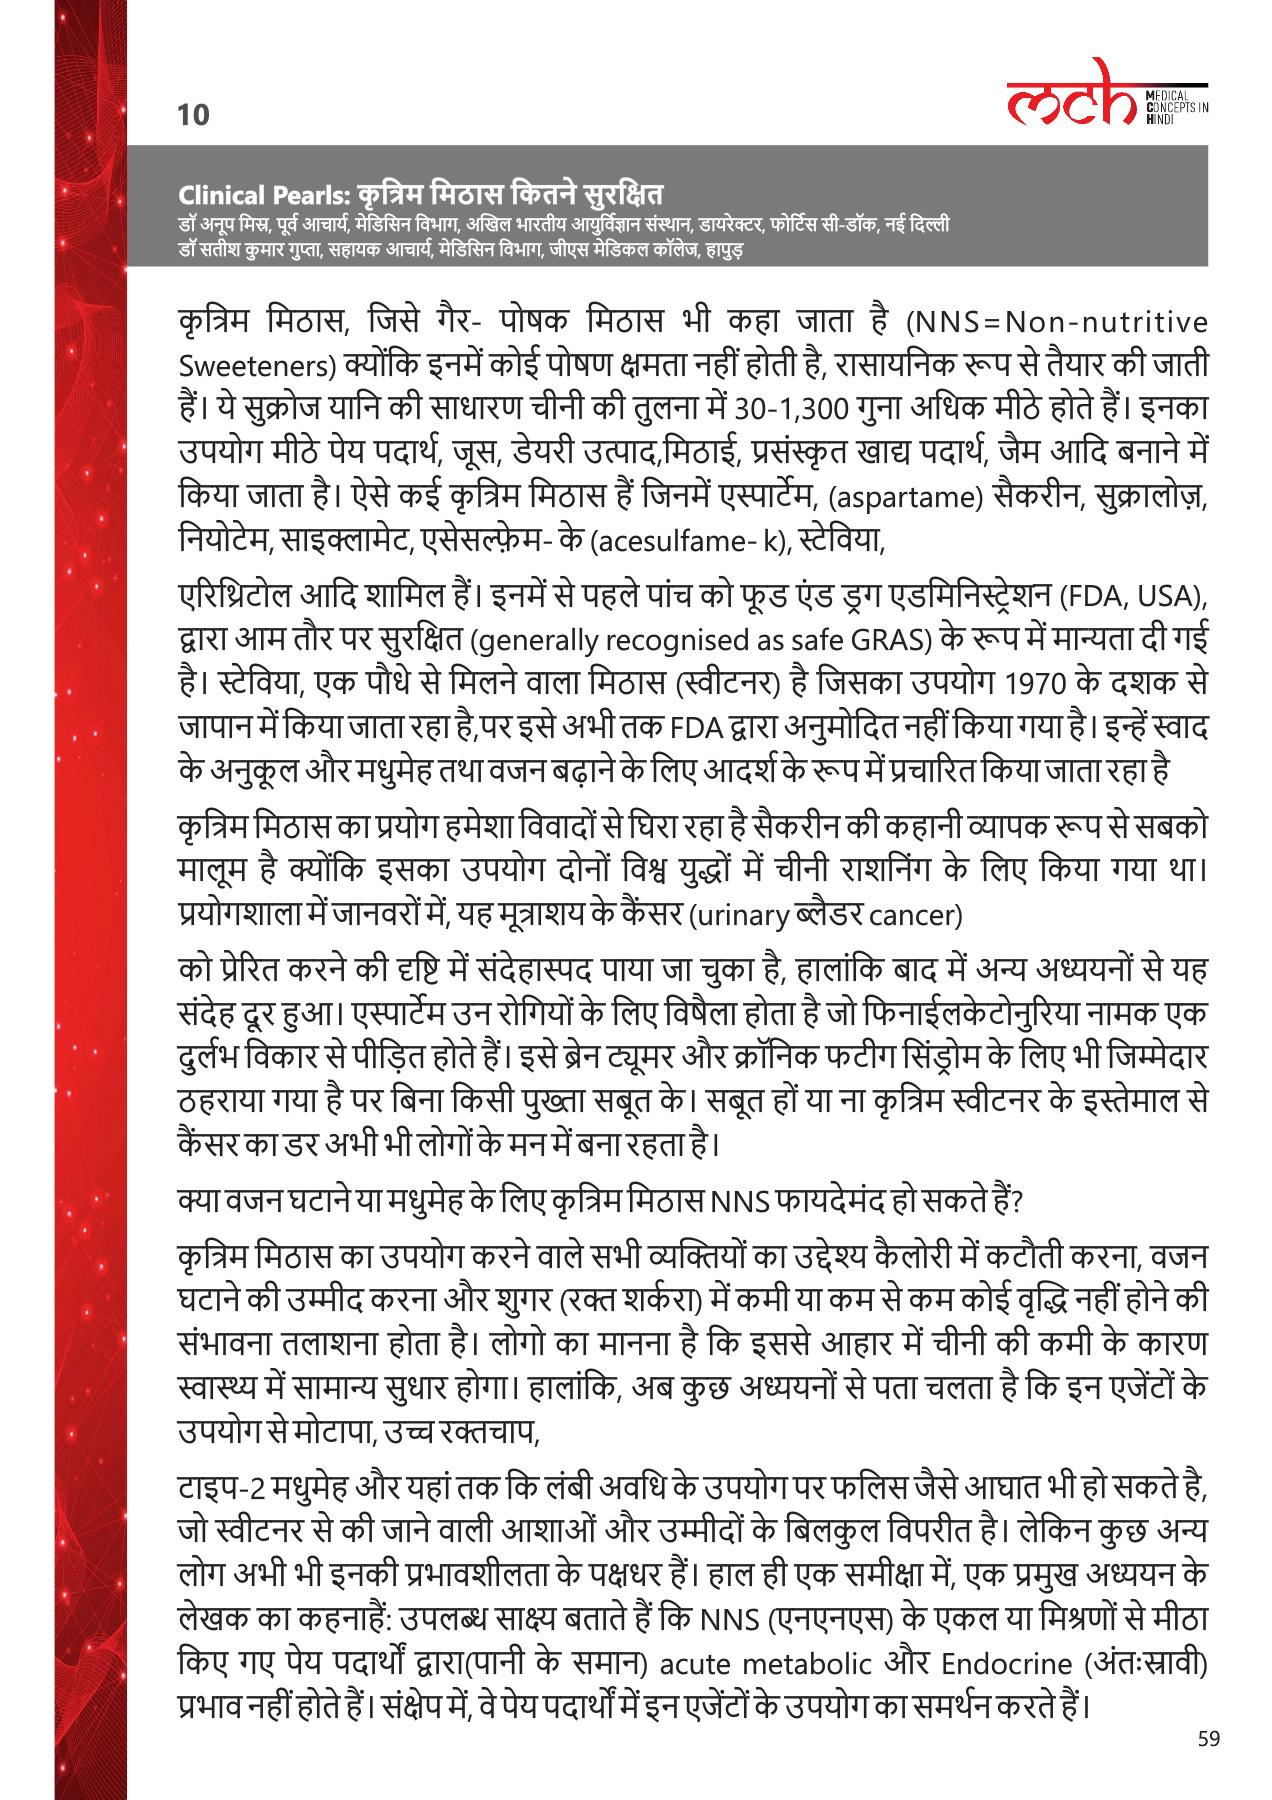 10
mch
MEDICAL
CONCEPTS IN
HINDI
Clinical Pearls: कृत्रिम मिठास कितने सुरक्षित
डॉ अनूप मिस्र, पूर्व आचार्य, मेडिसिन विभाग, अखिल भारतीय आयुर्विज्ञान संस्थान, डायरेक्टर, फोर्टिस सी-डॉक, नई दिल्ली
डॉ सतीश कुमार गुप्ता, सहायक आचार्य, मेडिसिन विभाग, जीएस मेडिकल कॉलेज, हापुड़
कृत्रिम मिठास, जिसे गैर- पोषक मिठास भी कहा जाता है (NNS=Non-nutritive
Sweeteners) क्योंकि इनमें कोई पोषण क्षमता नहीं होती है, रासायनिक रूप से तैयार की जाती
हैं। ये सुक्रोज यानि की साधारण चीनी की तुलना में 30-1,300 गुना अधिक मीठे होते हैं। इनका
उपयोग मीठे पेय पदार्थ, जूस, डेयरी उत्पाद,मिठाई, प्रसंस्कृत खाद्य पदार्थ, जैम आदि बनाने में
किया जाता है। ऐसे कई कृत्रिम मिठास हैं जिनमें एस्पार्टेम, (aspartame) सैकरीन, सुक्रालोज़,
नियोटेम, साइक्लामेट, एसेसल्फ़ेम- के (acesulfame- k), स्टेविया,
एरिथ्रिटोल आदि शामिल हैं। इनमें से पहले पांच को फूड एंड ड्रग एडमिनिस्ट्रेशन (FDA, USA),
द्वारा आम तौर पर सुरक्षित (generally recognised as safe GRAS) के रूप में मान्यता दी गई
है। स्टेविया, एक पौधे से मिलने वाला मिठास (स्वीटनर) है जिसका उपयोग 1970 के दशक से
जापान में किया जाता रहा है,पर इसे अभी तक FDA द्वारा अनुमोदित नहीं किया गया है। इन्हें स्वाद
के अनुकूल और मधुमेह तथा वजन बढ़ाने के लिए आदर्श के रूप में प्रचारित किया जाता रहा है
कृत्रिम मिठास का प्रयोग हमेशा विवादों से घिरा रहा है सैकरीन की कहानी व्यापक रूप से सबको
मालूम है क्योंकि इसका उपयोग दोनों विश्व युद्धों में चीनी राशनिंग के लिए किया गया था।
प्रयोगशाला में जानवरों में, यह मूत्राशय के कैंसर (urinary ब्लैडर cancer)
को प्रेरित करने की दृष्टि में संदेहास्पद पाया जा चुका है, हालांकि बाद में अन्य अध्ययनों से यह
संदेह दूर हुआ। एस्पार्टेम उन रोगियों के लिए विषैला होता है जो फिनाईलकेटोनुरिया नामक एक
दुर्लभ विकार से पीड़ित होते हैं। इसे ब्रेन ट्यूमर और क्रॉनिक फटीग सिंड्रोम के लिए भी जिम्मेदार
ठहराया गया है पर बिना किसी पुख्ता सबूत के। सबूत हों या ना कृत्रिम स्वीटनर के इस्तेमाल से
कैंसर का डर अभी भी लोगों के मन में बना रहता है।
क्या वजन घटाने या मधुमेह के लिए कृत्रिम मिठास NNS फायदेमंद हो सकते हैं?
कृत्रिम मिठास का उपयोग करने वाले सभी व्यक्तियों का उद्देश्य कैलोरी में कटौती करना, वजन
घटाने की उम्मीद करना और शुगर (रक्त शर्करा) में कमी या कम से कम कोई वृद्धि नहीं होने की
संभावना तलाशना होता है। लोगो का मानना है कि इससे आहार में चीनी की कमी के कारण
स्वास्थ्य में सामान्य सुधार होगा। हालांकि, अब कुछ अध्ययनों से पता चलता है कि इन एजेंटों के
उपयोग से मोटापा, उच्च रक्तचाप,
टाइप-2 मधुमेह और यहां तक कि लंबी अवधि के उपयोग पर फलिस जैसे आघात भी हो सकते है,
जो स्वीटनर से की जाने वाली आशाओं और उम्मीदों के बिलकुल विपरीत है। लेकिन कुछ अन्य
लोग अभी भी इनकी प्रभावशीलता के पक्षधर हैं। हाल ही एक समीक्षा में, एक प्रमुख अध्ययन के
लेखक का कहनाहैं: उपलब्ध साक्ष्य बताते हैं कि NNS (एनएनएस) के एकल या मिश्रणों से मीठा
किए गए पेय पदार्थों द्वारा(पानी के समान) acute metabolic और Endocrine (अंतःस्रावी)
प्रभाव नहीं होते हैं। संक्षेप में, वे पेय पदार्थों में इन एजेंटों के उपयोग का समर्थन करते हैं।
59